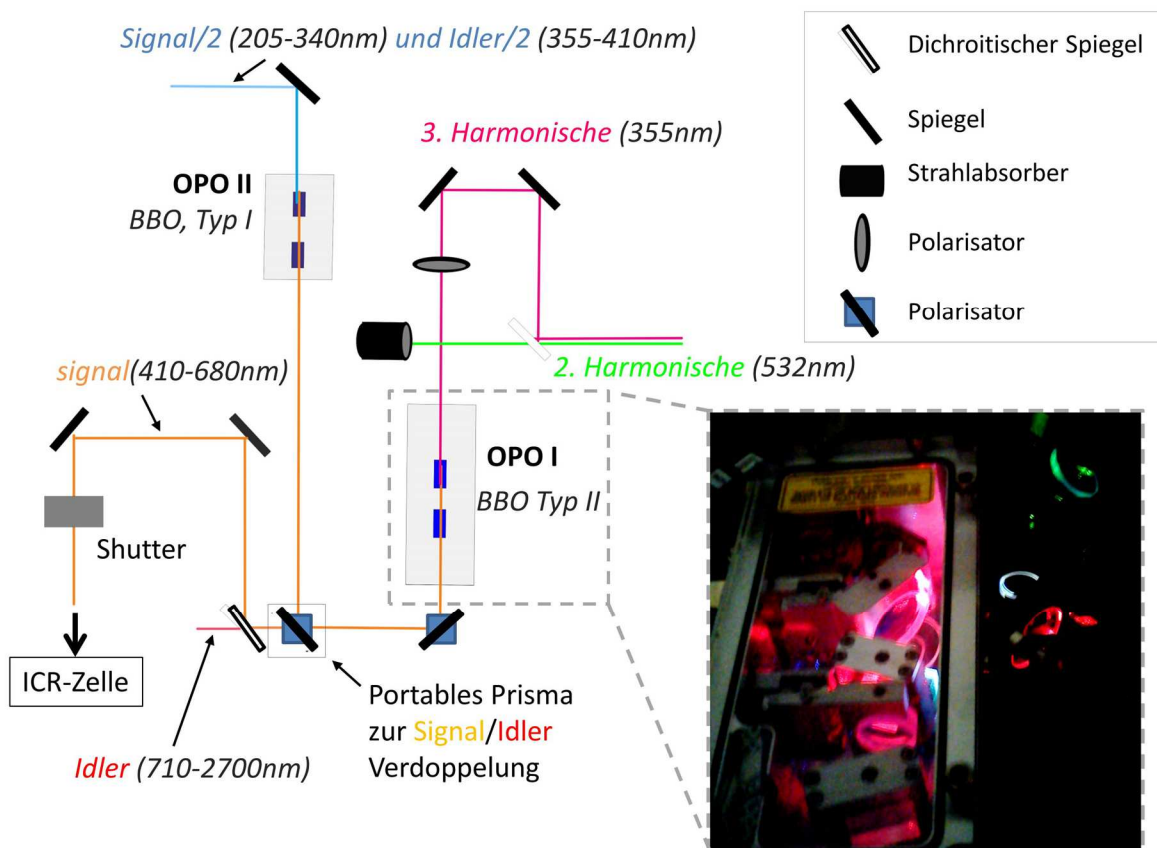 Signal/2 (205-340nm) und Idler/2 (355-410nm)
3. Harmonische (355nm)
OPO II
BBO, Typ I
Dichroitischer Spiegel
Spiegel
Strahlabsorber
Polarisator
Polarisator
2. Harmonische (532nm)
signal(410-680nm)
OPO I
BBO Typ II
Shutter
ICR-Zelle
Portables Prisma
zur Signal/Idler
Verdoppelung
Idler (710-2700nm)